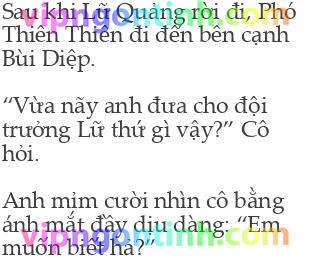 Sau khi Lữ Quảng rời đi, Phó
Thiên Thiên đi đến bên cạnh
Bùi Diệp.
“Vừa nãy anh đưa cho đội
trưởng Lữ thứ gì vậy?” Cô
hỏi.
Anh mỉm cười nhìn cô bằng
ánh mắt đầy dịu dàng: “Em
muốn biết hả?”
vipngontinh.com
vipngontinh.com